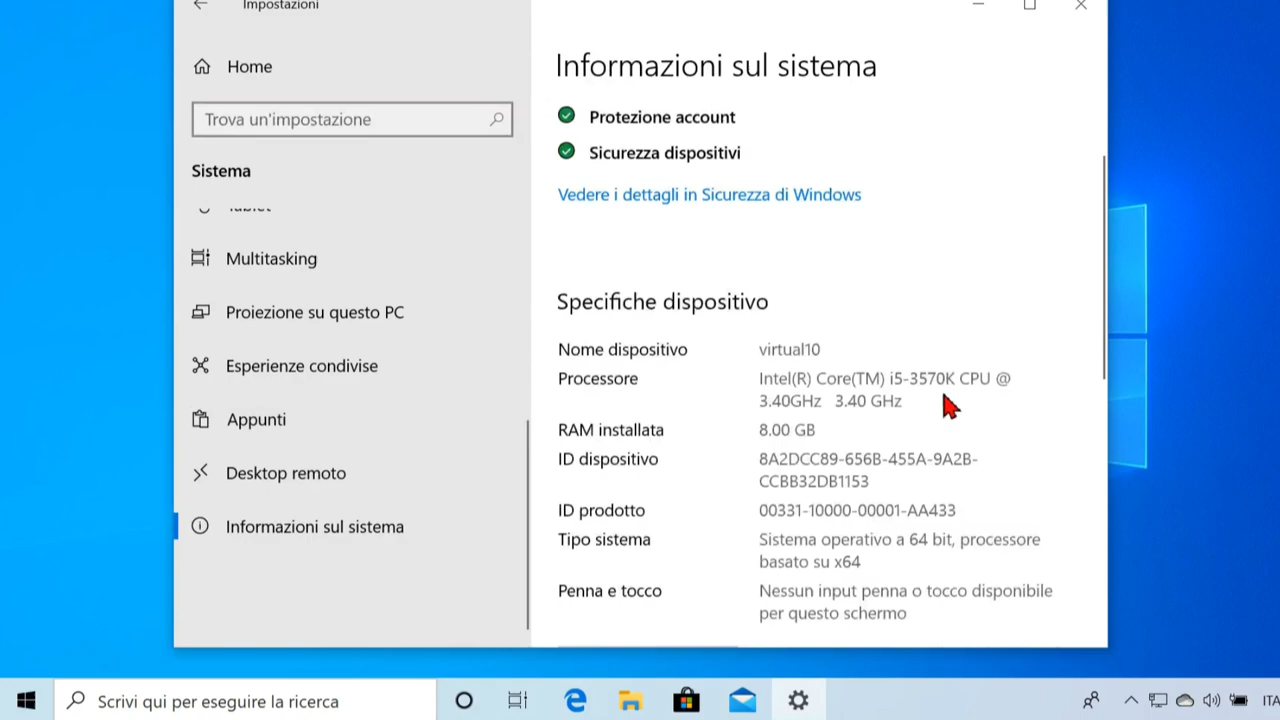 Impostazioni
Home
Trova un'impostazione
Sistema
Tablet
Multitasking
Proiezione su questo PC
Esperienze condivise
Appunti
Desktop remoto
Informazioni sul sistema
Informazioni sul sistema
Protezione account
Sicurezza dispositivi
Vedere i dettagli in Sicurezza di Windows
Specifiche dispositivo
Nome dispositivo virtual10
Processore Intel(R) Core(TM) i5-3570K CPU @
3.40GHz 3.40 GHz
RAM installata 8.00 GB
ID dispositivo 8A2DCC89-656B-455A-9A2B-
CCBB32DB1153
ID prodotto 00331-10000-00001-AA433
Tipo sistema Sistema operativo a 64 bit, processore
basato su x64
Penna e tocco Nessun input penna o tocco disponibile
per questo schermo
Scrivi qui per eseguire la ricerca
ITA